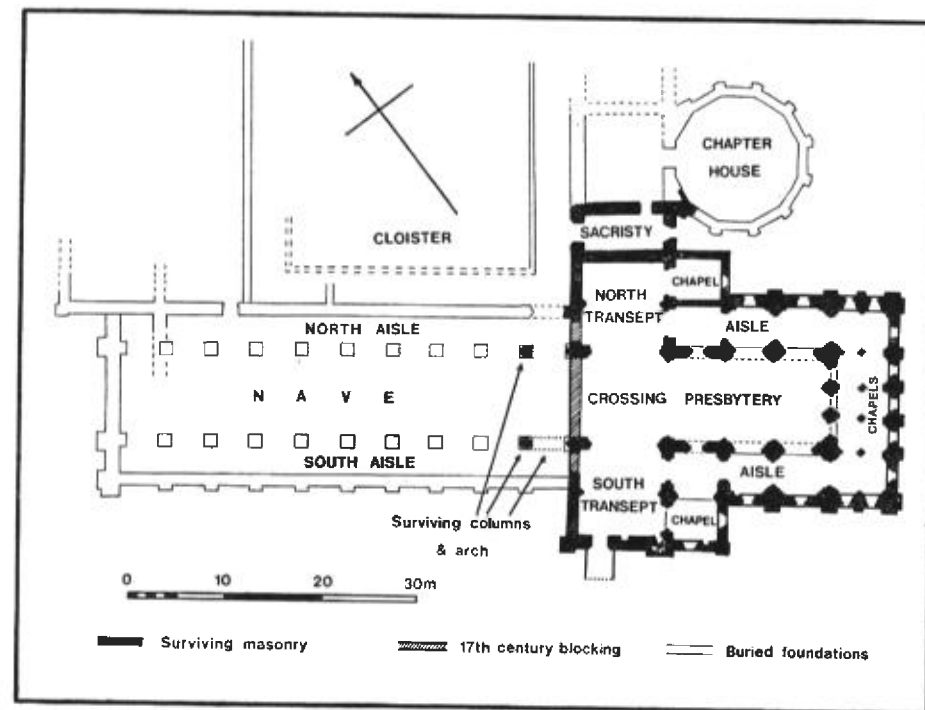 CHAPTER
HOUSE
CLOISTER
SACRISTY
CHAPEL
NORTH
TRANSEPT
NORTH AISLE
AISLE
NAVE
CROSSING
PRESBYTERY
CHAPELS
SOUTH AISLE
AISLE
SOUTH
TRANSEPT
CHAPEL
Surviving columns
& arch
0 10 20 30m
Surviving masonry
17th century blocking
Buried foundations